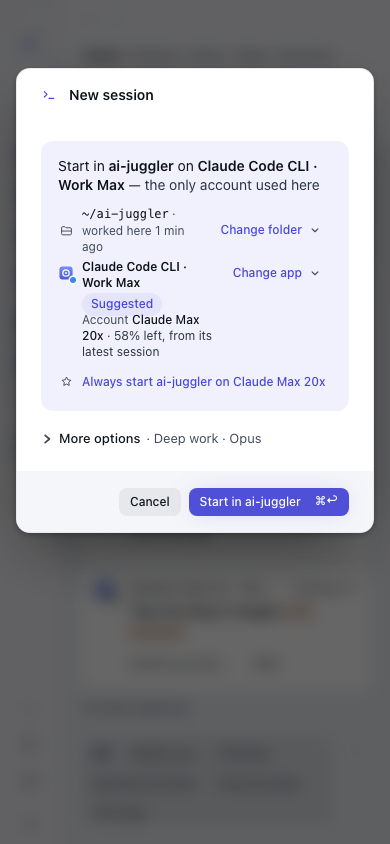 New session
Start in ai-juggler on Claude Code CLI ·
Work Max — the only account used here
~/ai-juggler ·
worked here 1 min
ago
Change folder
Claude Code CLI ·
Work Max
Change app
Suggested
Account Claude Max
20x · 58% left, from its
latest session
Always start ai-juggler on Claude Max 20x
More options · Deep work · Opus
Cancel
Start in ai-juggler ⌘↩